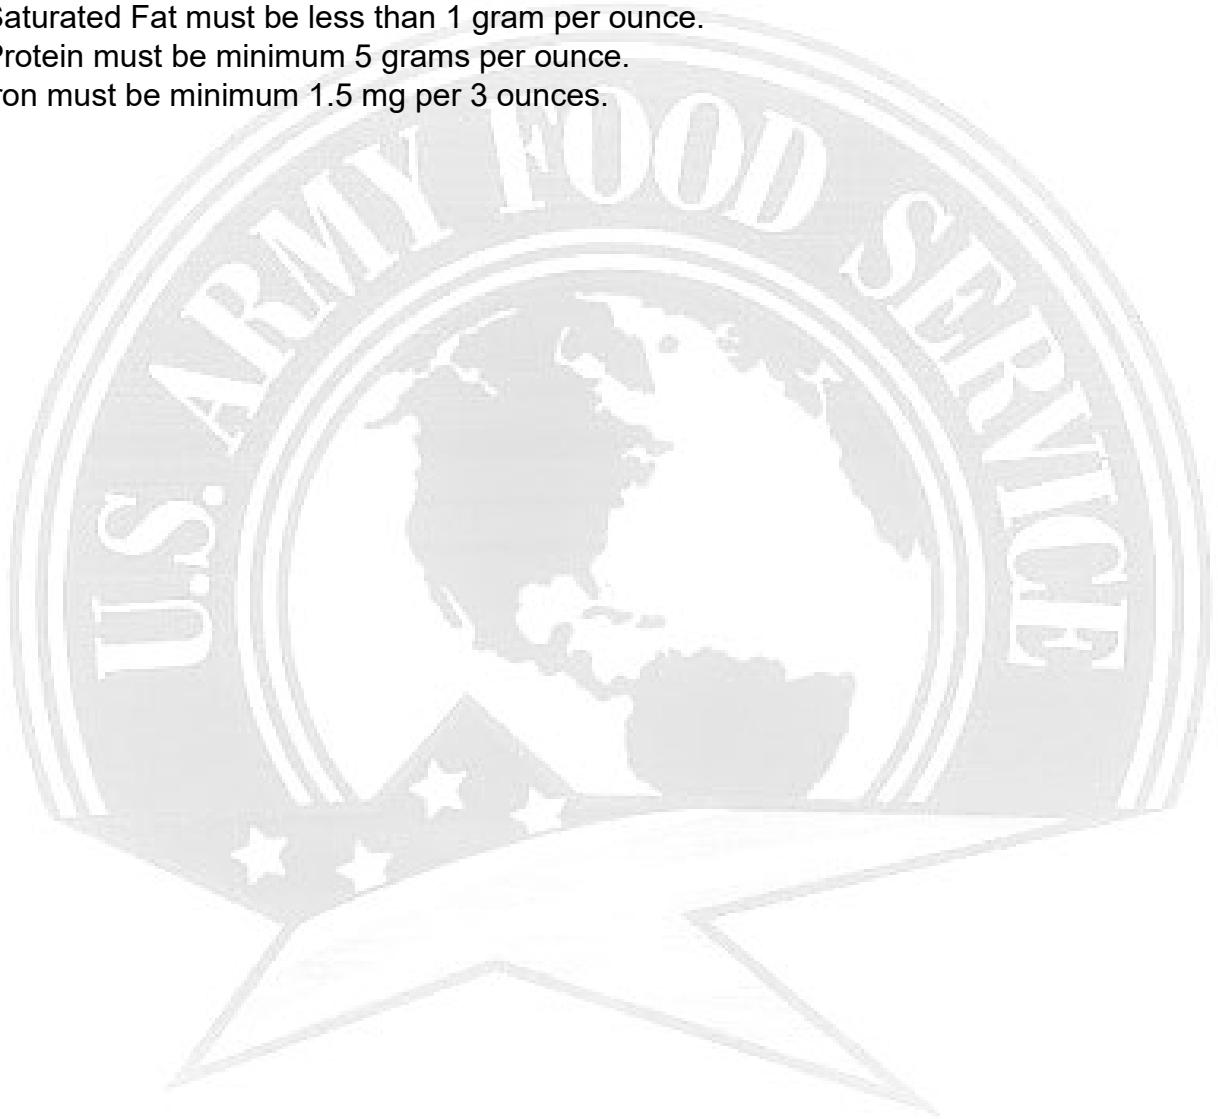 Saturated Fat must be less than 1 gram per ounce.
Protein must be minimum 5 grams per ounce.
ron must be minimum 1.5 mg per 3 ounces.
U.S. ARMY FOOD SERVICE